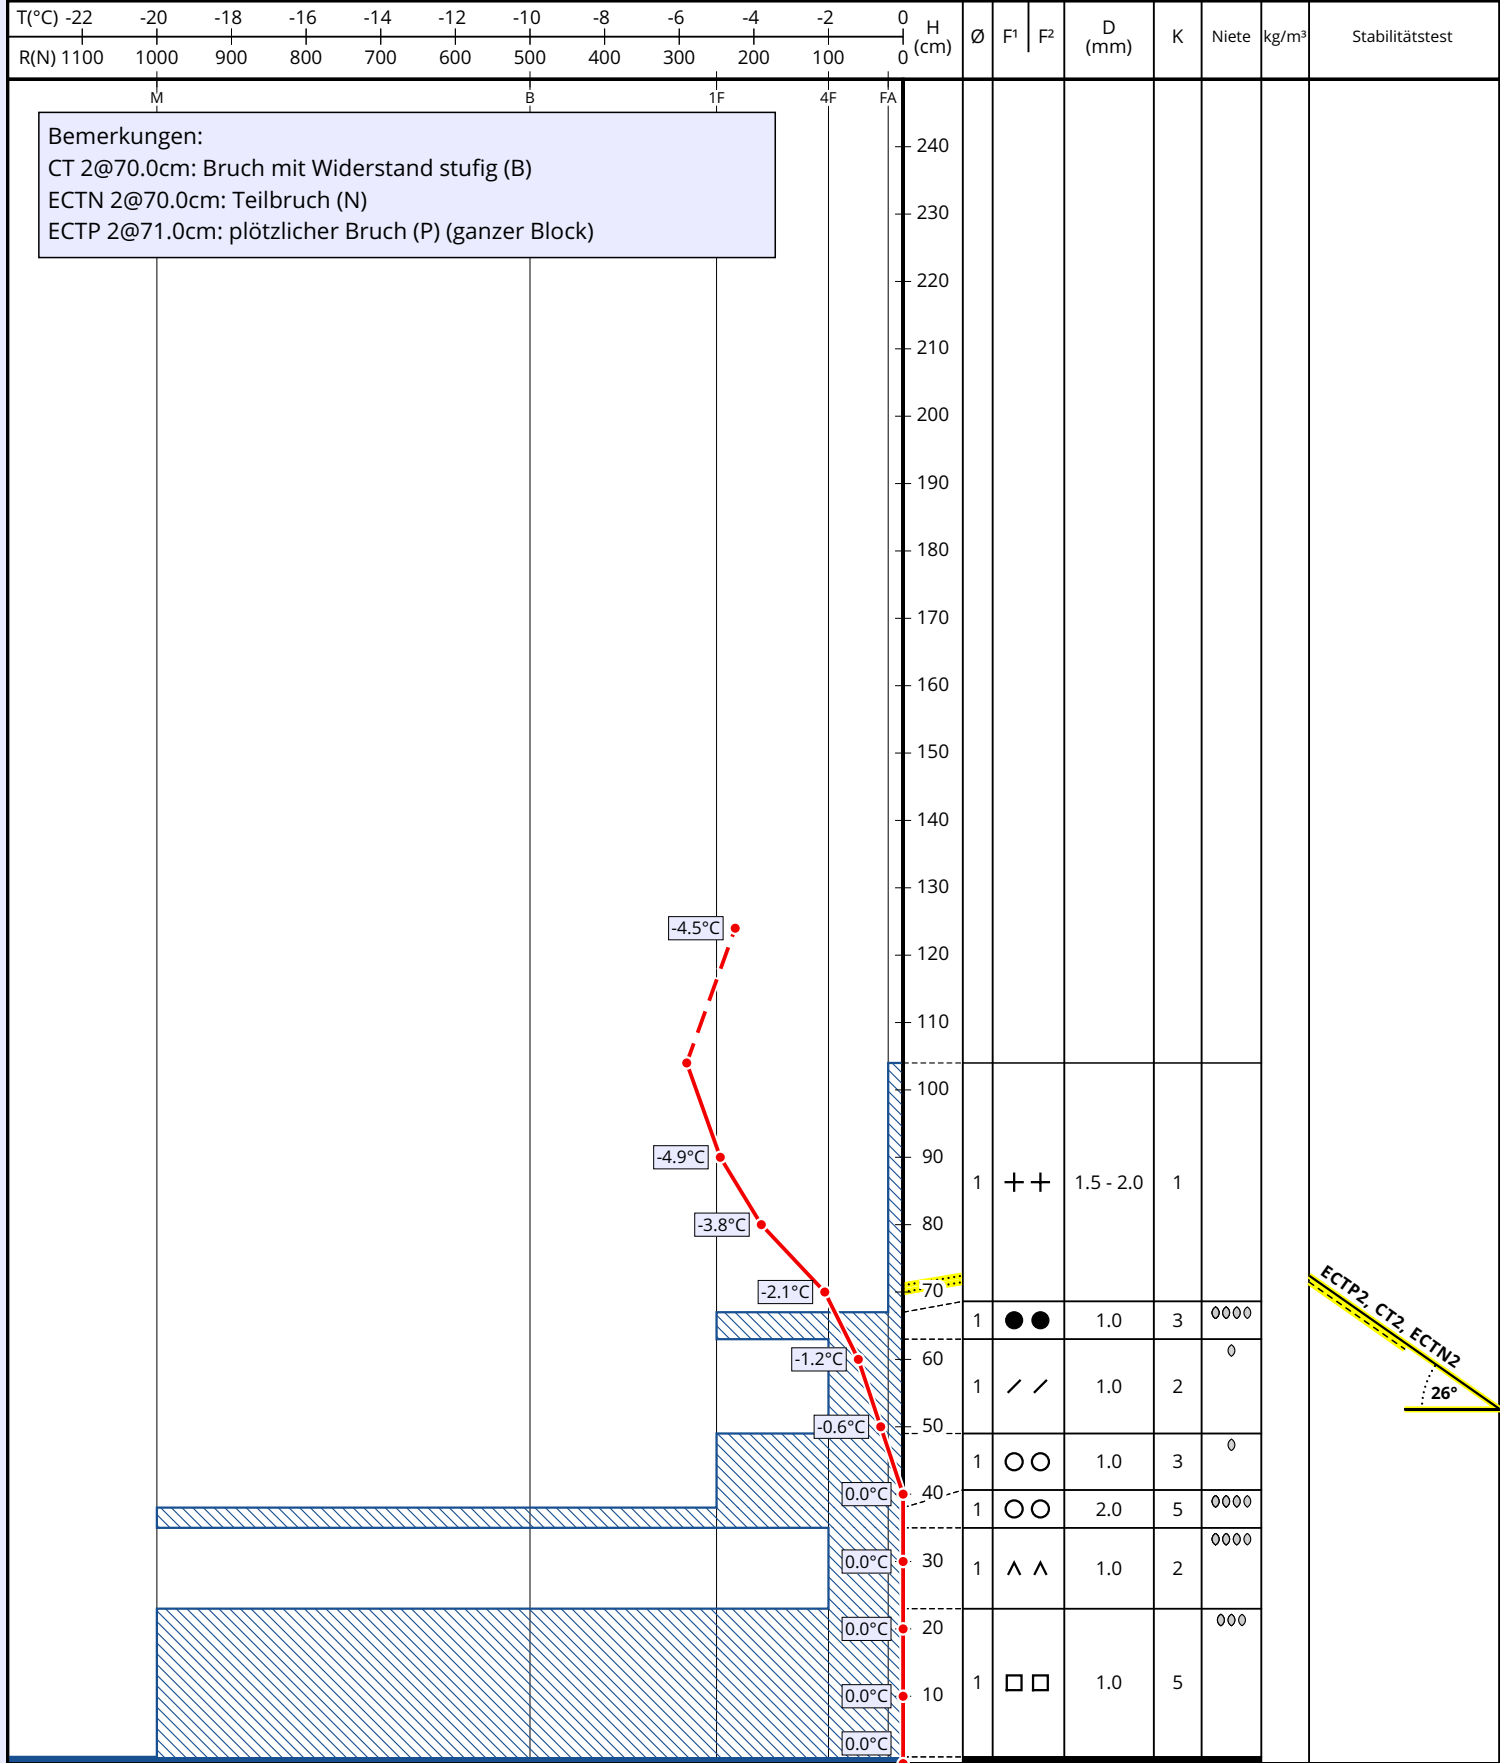 T(°C) -22 -20 -18 -16 -14 -12 -10 -8 -6 -4 -2 0
R(N) 1100 1000 900 800 700 600 500 400 300 200 100 0
H (cm) Ø F¹ F² D (mm) K Niete kg/m³ Stabilitätstest
M B 1F 4F FA
Bemerkungen:
CT 2@70.0cm: Bruch mit Widerstand stufig (B)
ECTN 2@70.0cm: Teilbruch (N)
ECTP 2@71.0cm: plötzlicher Bruch (P) (ganzer Block)
240
230
220
210
200
190
180
170
160
150
140
130
-4.5°C
120
110
100
-4.9°C 90
1 1.5 - 2.0 1
-3.8°C 80
-2.1°C 70
ECTP2, CT2, ECTN2
26°
1 1.0 3
-1.2°C 60
1 1.0 2
-0.6°C 50
1 1.0 3
0.0°C 40
1 2.0 5
0.0°C 30
1 1.0 2
0.0°C 20
1 1.0 5
0.0°C 10
0.0°C